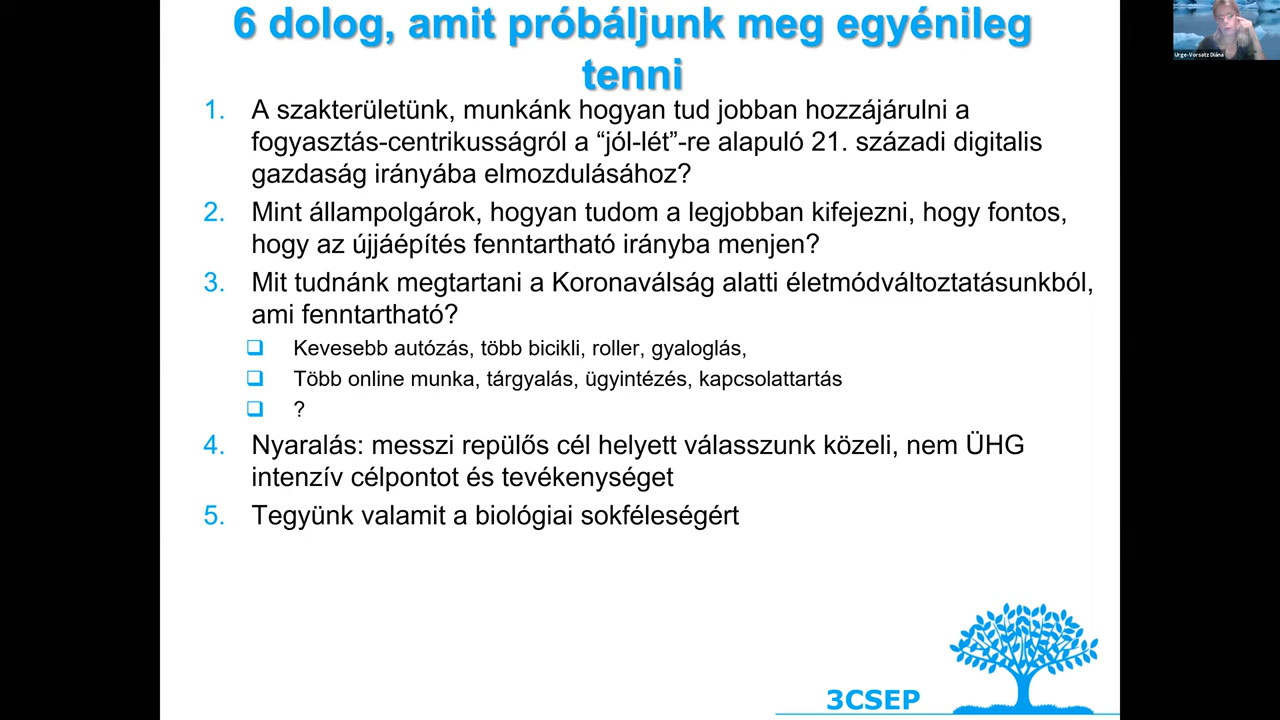 6 dolog, amit próbáljunk meg egyénileg
tenni
1. A szakterületünk, munkánk hogyan tud jobban hozzájárulni a
fogyasztás-centrikusságról a “jól-lét”-re alapuló 21. századi digitalis
gazdaság irányába elmozdulásához?
2. Mint állampolgárok, hogyan tudom a legjobban kifejezni, hogy fontos,
hogy az újjáépítés fenntartható irányba menjen?
3. Mit tudnánk megtartani a Koronaválság alatti életmódváltoztatásunkból,
ami fenntartható?
❑ Kevesebb autózás, több bicikli, roller, gyaloglás,
❑ Több online munka, tárgyalás, ügyintézés, kapcsolattartás
❑ ?
4. Nyaralás: messzi repülős cél helyett válasszunk közeli, nem ÜHG
intenzív célpontot és tevékenységet
5. Tegyünk valamit a biológiai sokféleségért
3CSEP
Urge-Vorsatz Diána